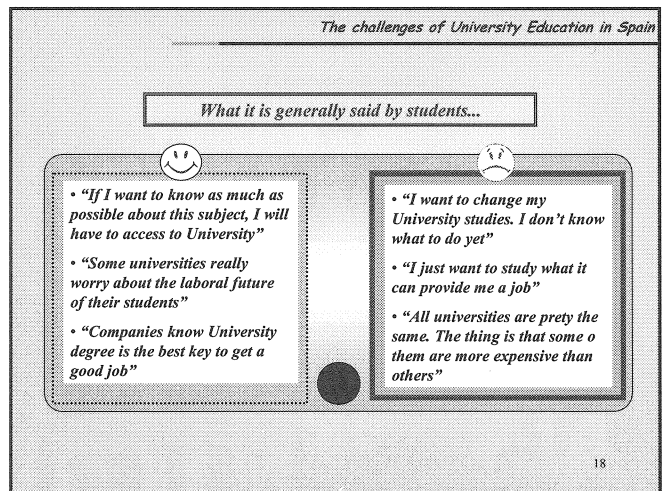 The challenges of University Education in Spain
What it is generally said by students...
• “If I want to know as much as
possible about this subject, I will
have to access to University”
• “Some universities really
worry about the laboral future
of their students”
• “Companies know University
degree is the best key to get a
good job”
• “I want to change my
University studies. I don’t know
what to do yet”
• “I just want to study what it
can provide me a job”
• “All universities are prety the
same. The thing is that some o
them are more expensive than
others”
18